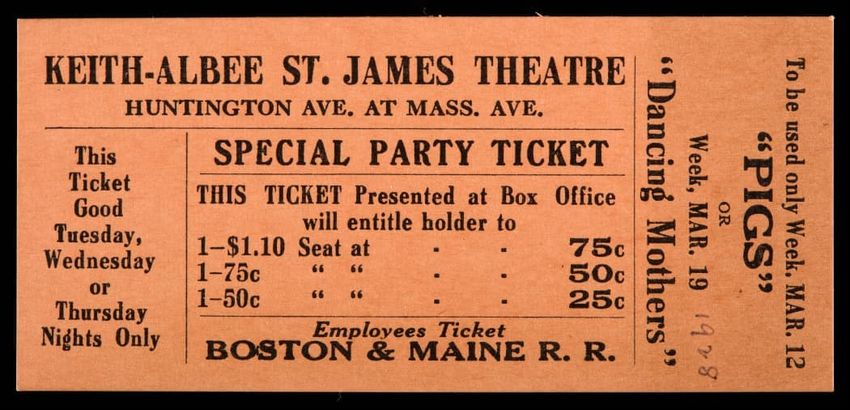 KEITH-ALBEE ST. JAMES THEATRE
HUNTINGTON AVE. AT MASS. AVE.
This
Ticket
Good
Tuesday,
Wednesday
or
Thursday
Nights Only
SPECIAL PARTY TICKET
THIS TICKET Presented at Box Office
will entitle holder to
1-$1.10 Seat at - - 75c
1-75c " " - - 50c
1-50c " " - - 25c
Employees Ticket
BOSTON & MAINE R. R.
To be used only Week, MAR. 12
"PIGS"
OR
Week, MAR. 19 1928
"Dancing Mothers"